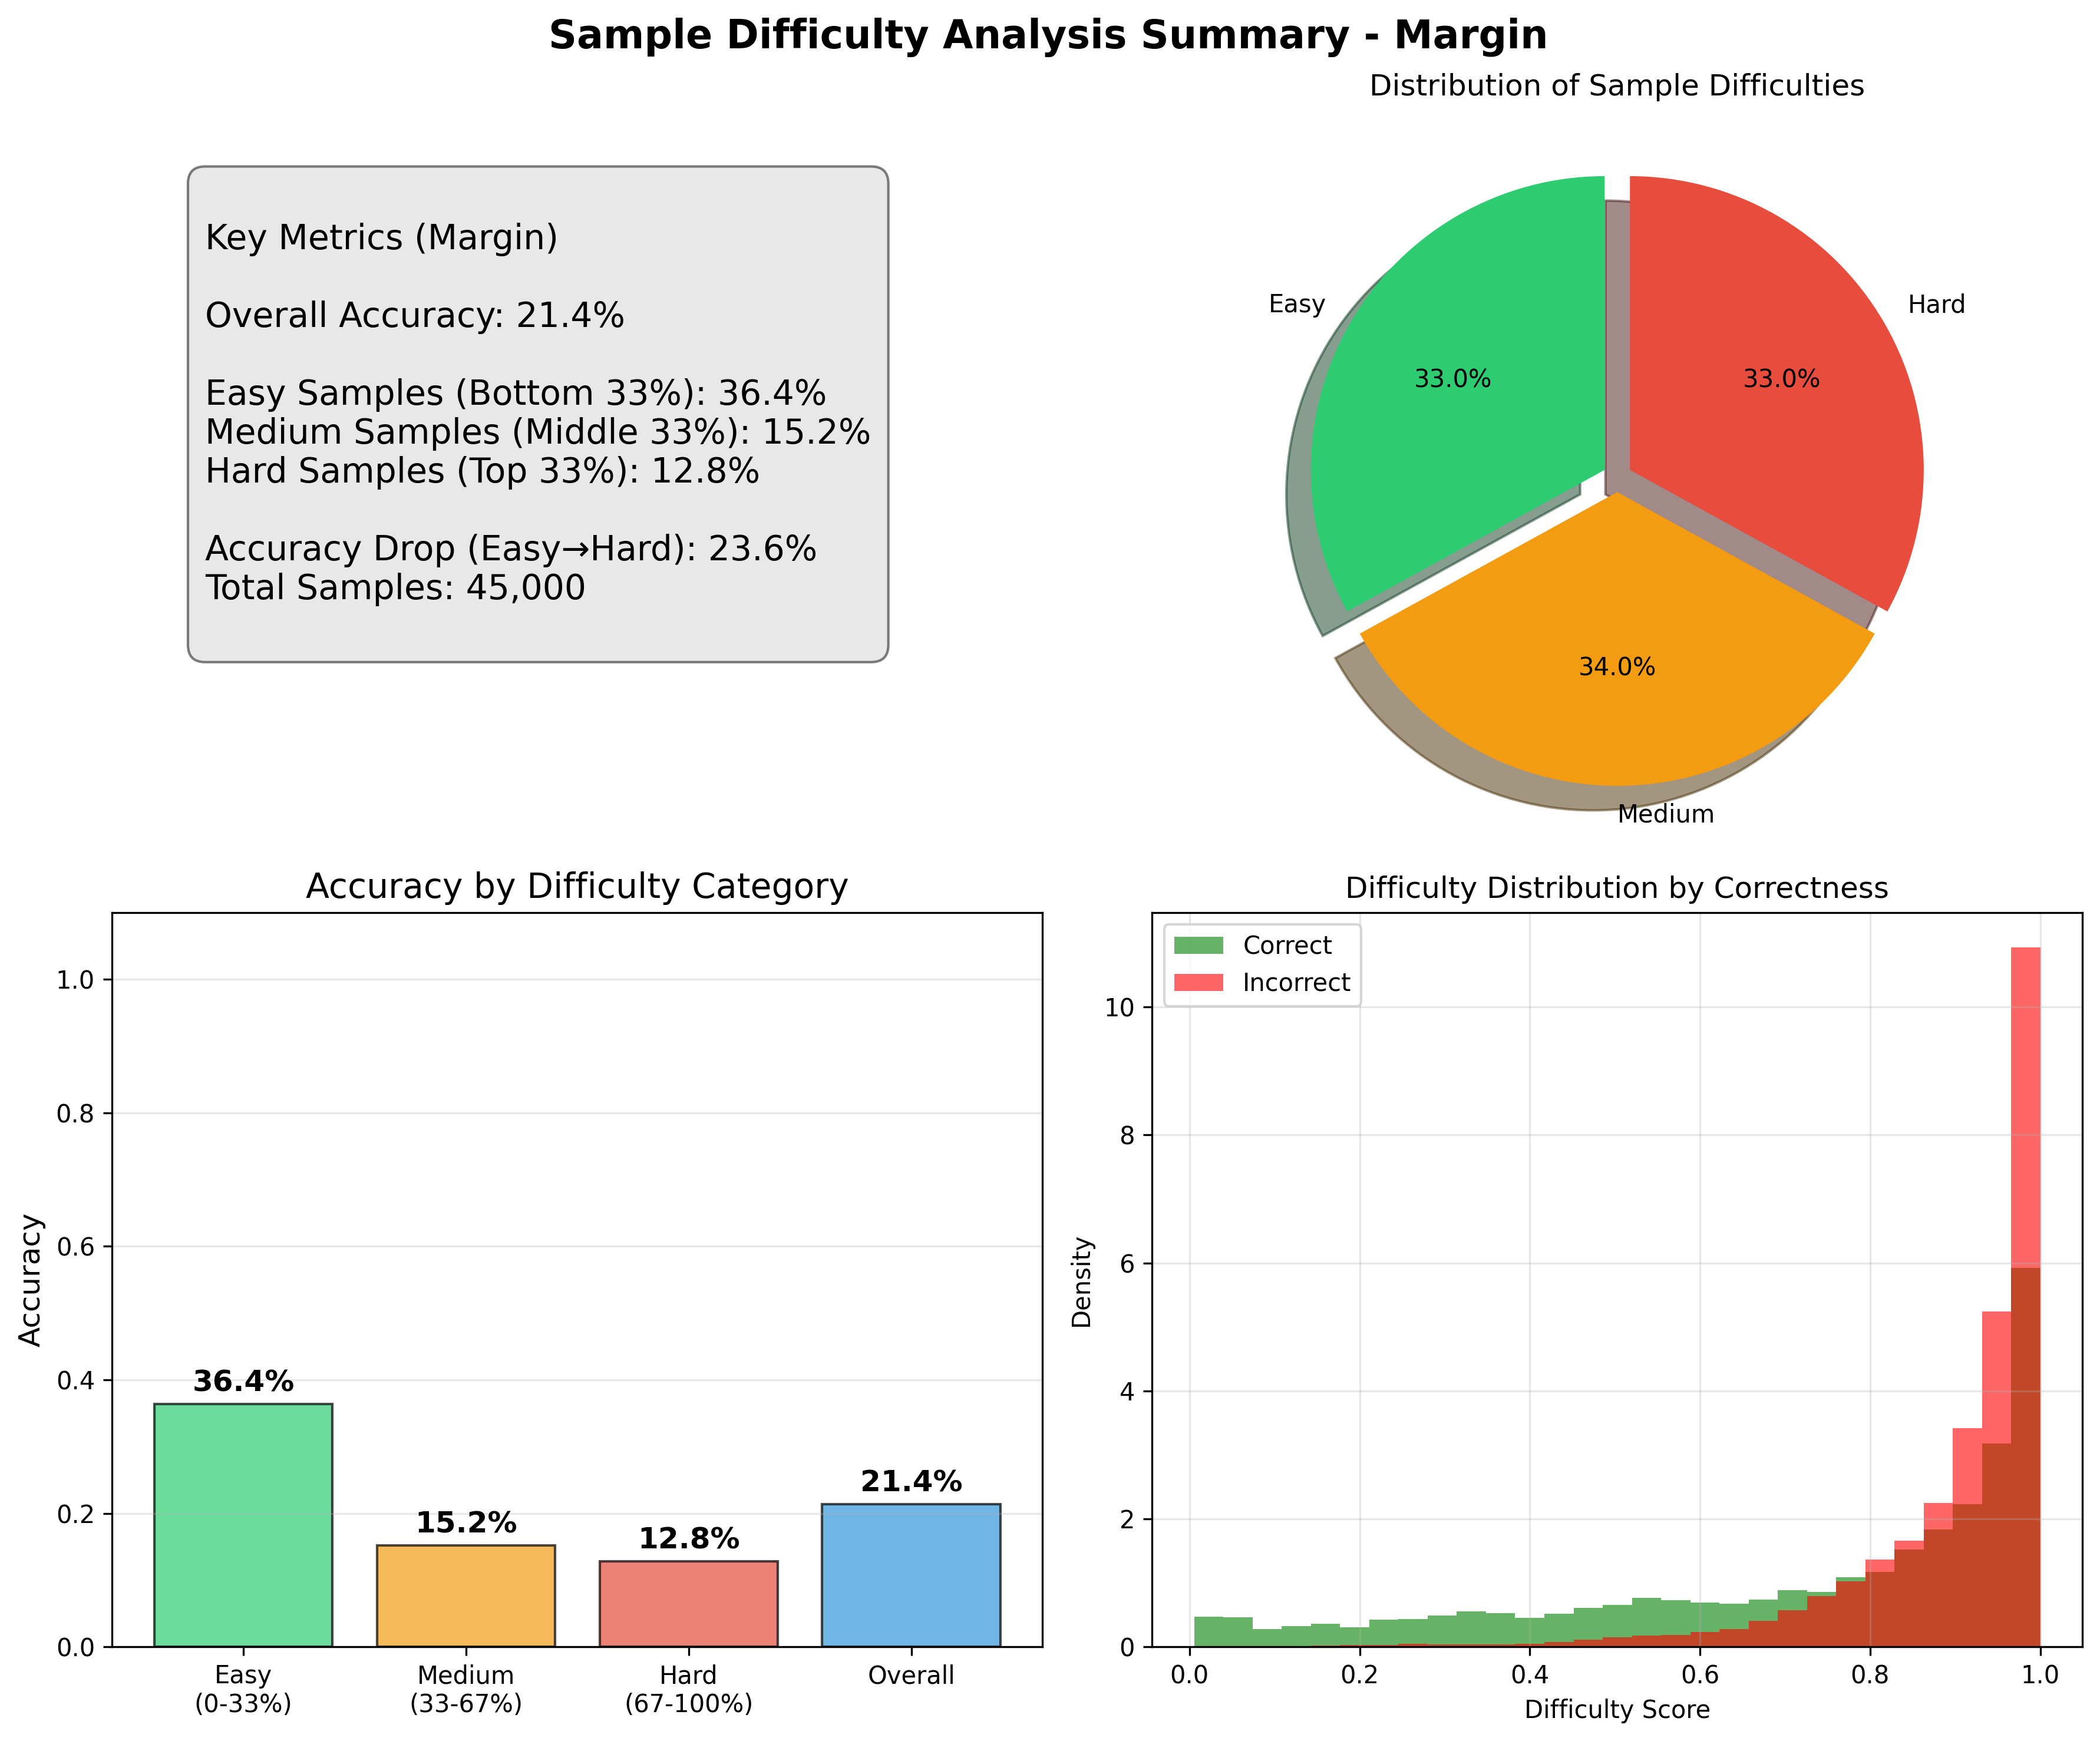 Sample Difficulty Analysis Summary - Margin
Key Metrics (Margin)
Overall Accuracy: 21.4%
Easy Samples (Bottom 33%): 36.4%
Medium Samples (Middle 33%): 15.2%
Hard Samples (Top 33%): 12.8%
Accuracy Drop (Easy→Hard): 23.6%
Total Samples: 45,000
Distribution of Sample Difficulties
Easy
Hard
33.0%
33.0%
34.0%
Medium
Accuracy by Difficulty Category
Accuracy
1.0
0.8
0.6
0.4
0.2
0.0
36.4%
15.2%
12.8%
21.4%
Easy
(0-33%)
Medium
(33-67%)
Hard
(67-100%)
Overall
Difficulty Distribution by Correctness
Correct
Incorrect
Density
10
8
6
4
2
0
0.0 0.2 0.4 0.6 0.8 1.0
Difficulty Score